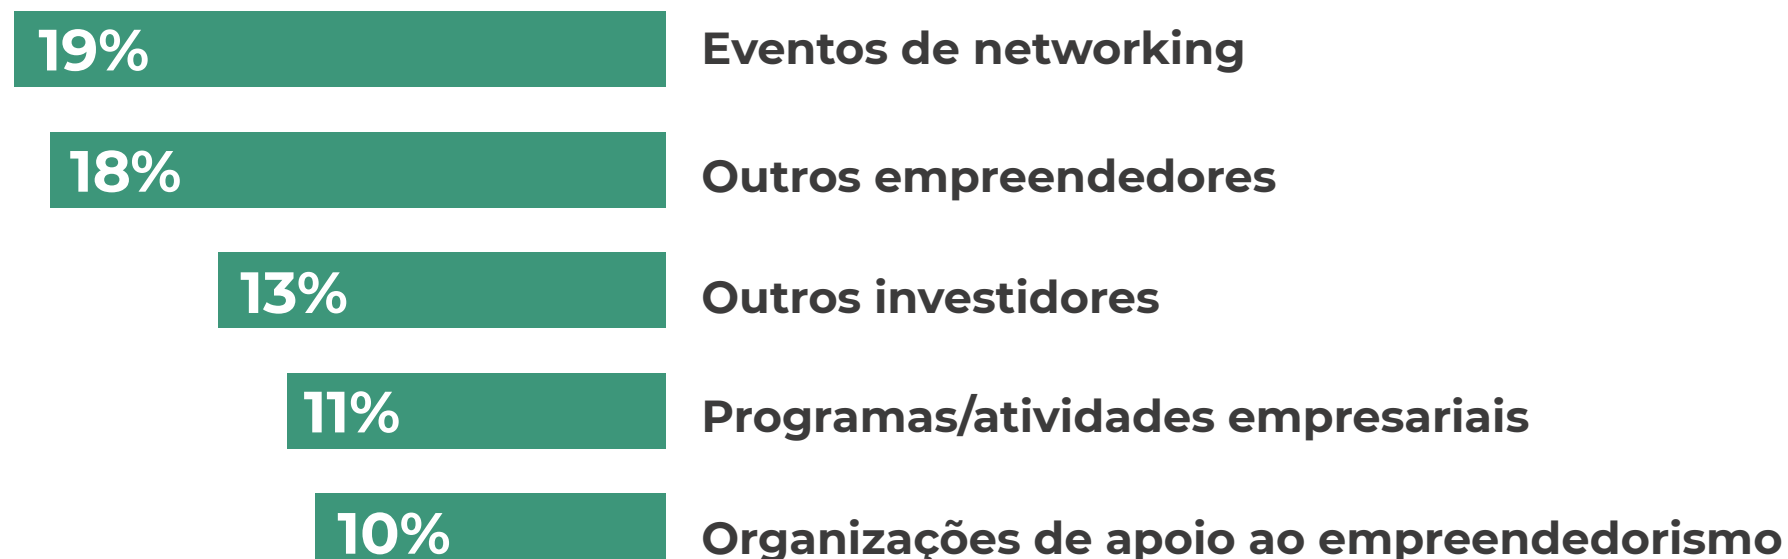 19% Eventos de networking
18% Outros empreendedores
13% Outros investidores
11% Programas/atividades empresariais
10% Organizações de apoio ao empreendedorismo